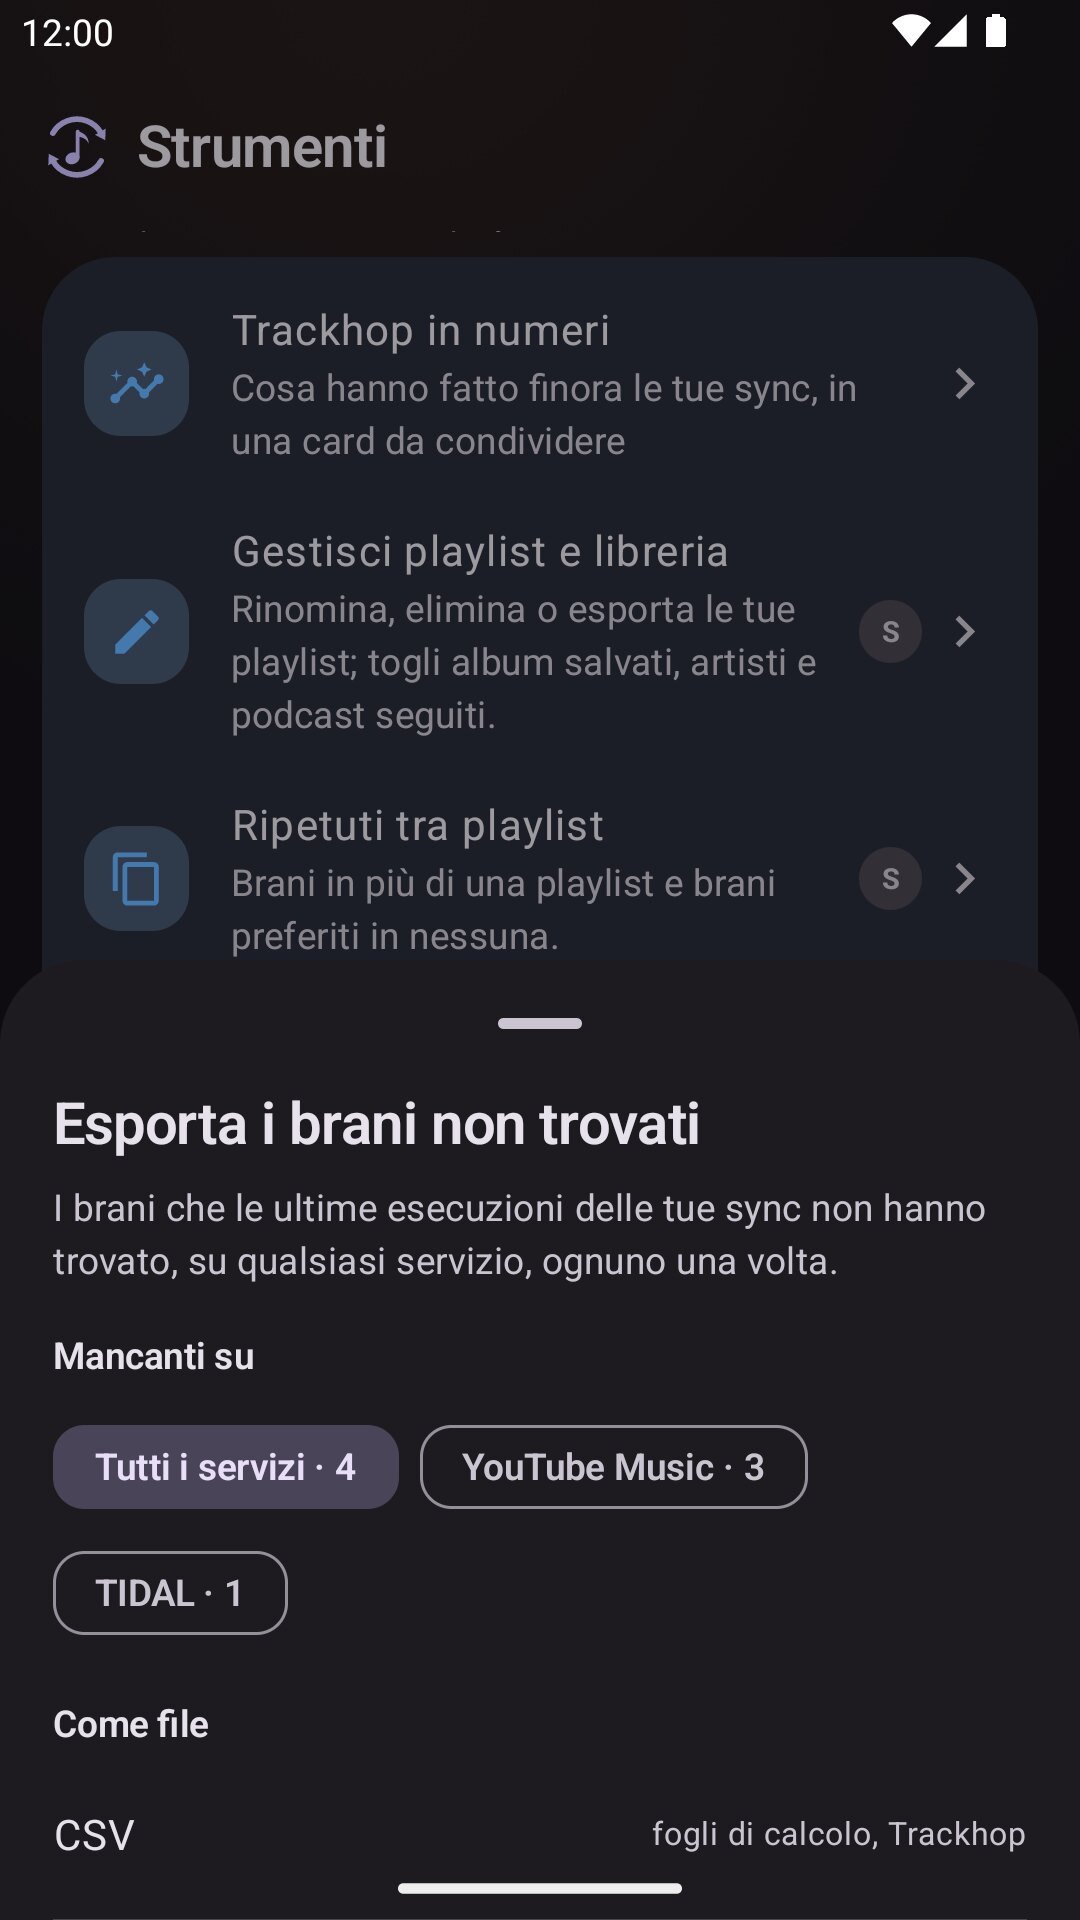 12:00
Strumenti
Trackhop in numeri
Cosa hanno fatto finora le tue sync, in
una card da condividere
Gestisci playlist e libreria
Rinomina, elimina o esporta le tue
playlist; togli album salvati, artisti e
podcast seguiti.
S
Ripetuti tra playlist
Brani in più di una playlist e brani
preferiti in nessuna.
S
Esporta i brani non trovati
I brani che le ultime esecuzioni delle tue sync non hanno
trovato, su qualsiasi servizio, ognuno una volta.
Mancanti su
Tutti i servizi · 4
YouTube Music · 3
TIDAL · 1
Come file
CSV
fogli di calcolo, Trackhop